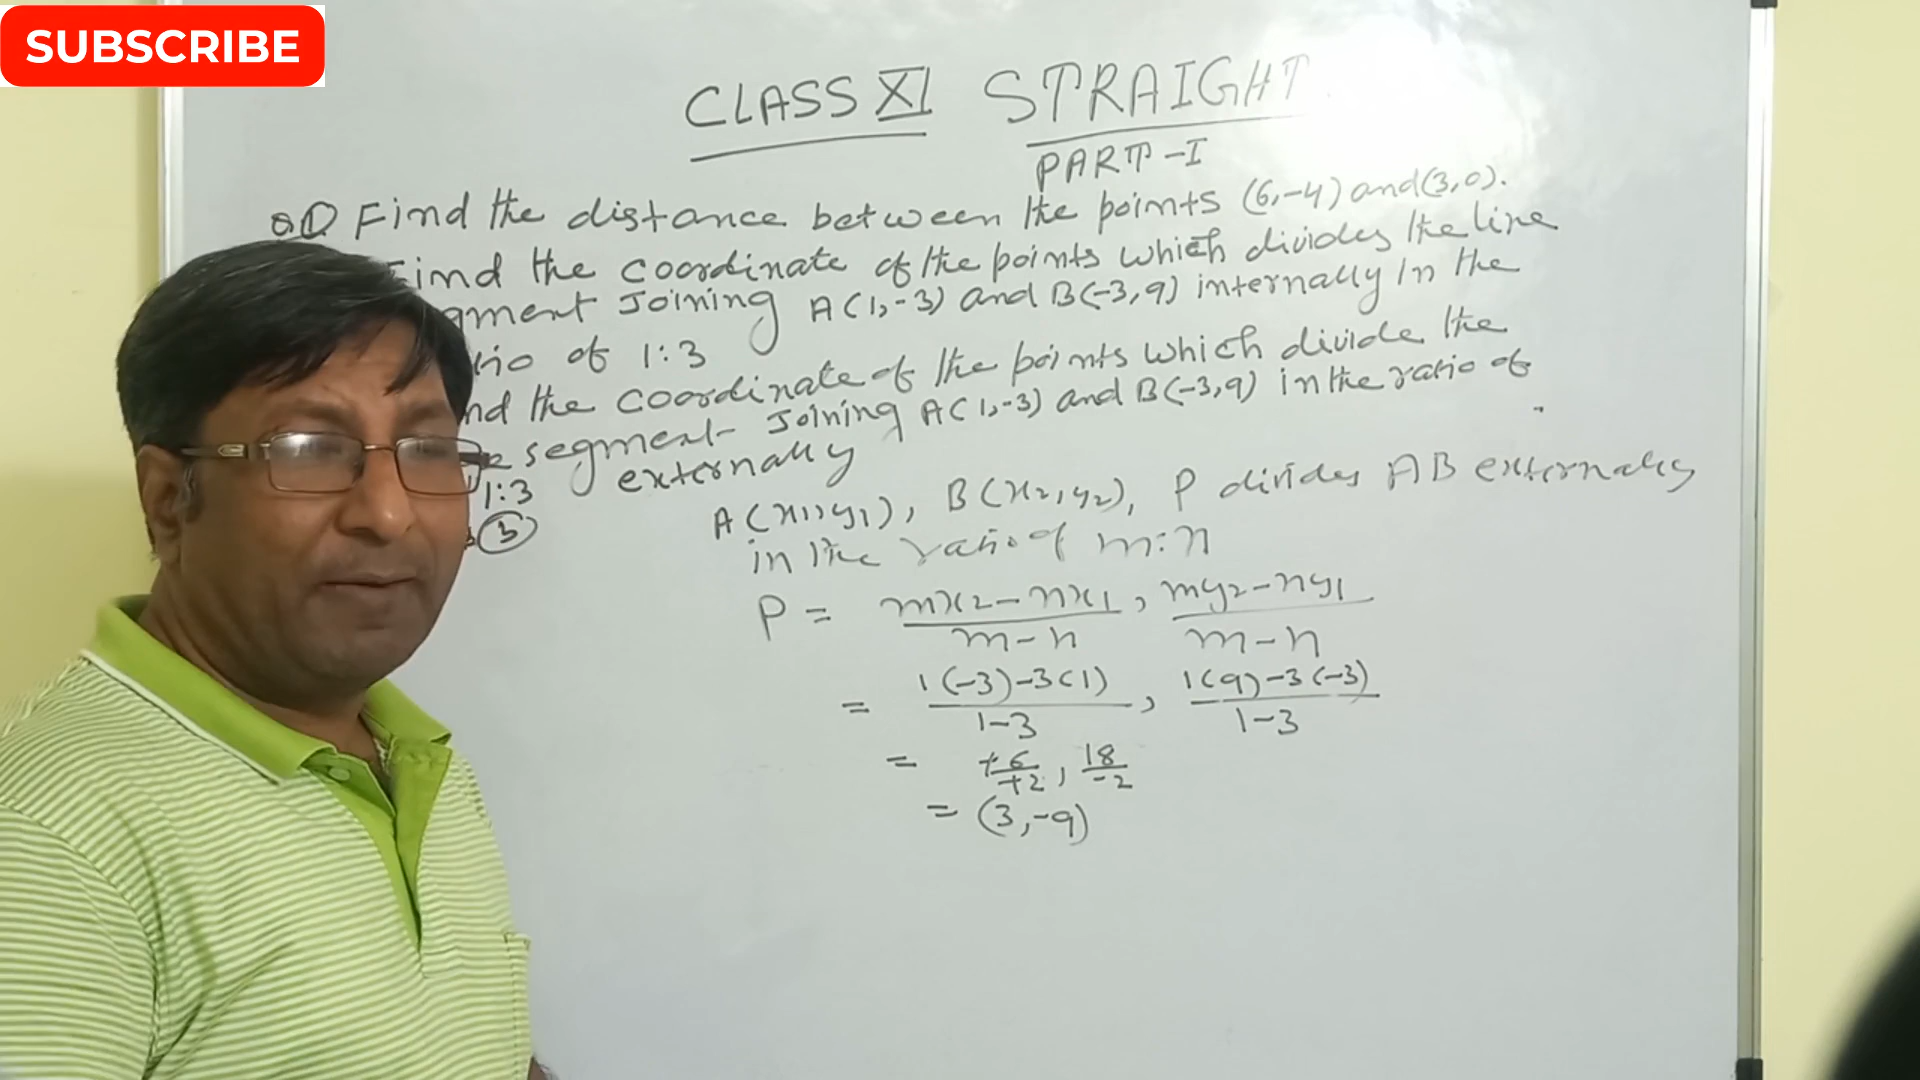 SUBSCRIBE
CLASS XI STRAIGHT
PART-I
Q① Find the distance between the points (6,-4) and (3,0).
Find the coordinate of the points which divides the line
gment Joining A(1,-3) and B(-3,9) internally in the
tio of 1:3
nd the coordinate of the points which divide the
segment Joining A(1,-3) and B(-3,9) in the ratio of
1:3 externally
③
A(x1,y1), B(x2,y2), P divides AB externally
in the ratio of m:n
P = mx2-nx1/m-n, my2-ny1/m-n
= 1(-3)-3(1)/1-3, 1(9)-3(-3)/1-3
= +6/+2, 18/-2
= (3,-9)